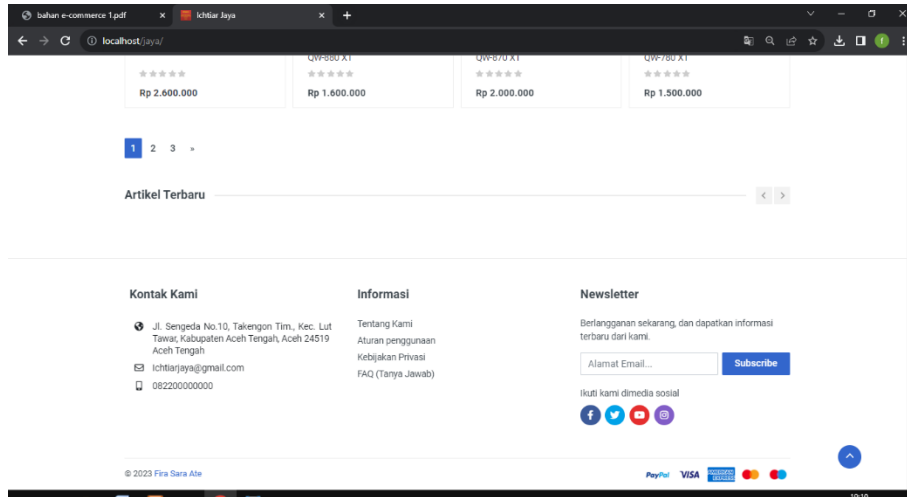 bahan e-commerce 1.pdf
Ichtiar Jaya
localhost/jaya/
QW-880 X1
QW-870 X1
QW-780 X1
Rp 2.600.000
Rp 1.600.000
Rp 2.000.000
Rp 1.500.000
1 2 3 »
Artikel Terbaru
Kontak Kami
Jl. Sengeda No.10, Takengon Tim., Kec. Lut
Tawar, Kabupaten Aceh Tengah, Aceh 24519
Aceh Tengah
Ichtiarjaya@gmail.com
082200000000
Informasi
Tentang Kami
Aturan penggunaan
Kebijakan Privasi
FAQ (Tanya Jawab)
Newsletter
Berlangganan sekarang, dan dapatkan informasi
terbaru dari kami.
Alamat Email...
Subscribe
Ikuti kami dimedia sosial
© 2023 Fira Sara Ate
PayPal VISA AMERICAN EXPRESS